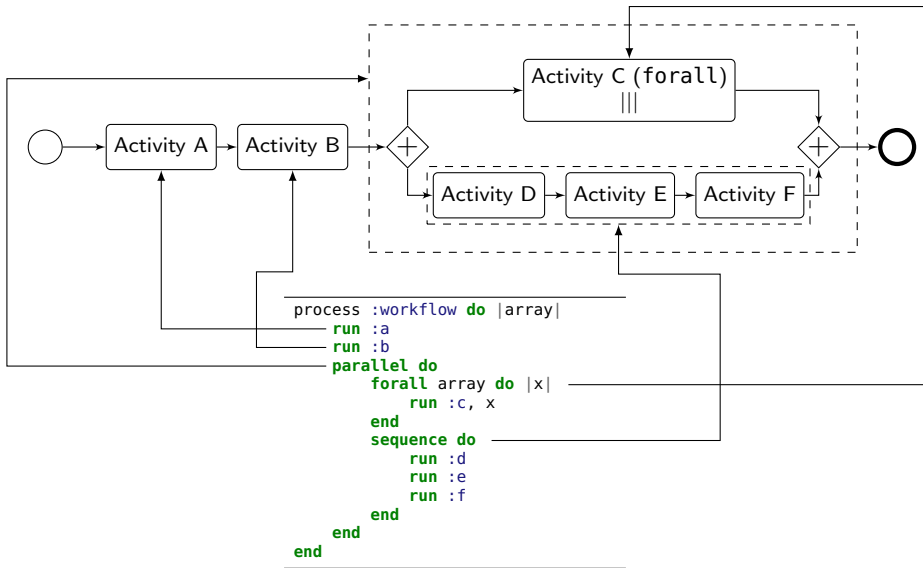 Activity C (forall)
|||
Activity A
Activity B
+
+
Activity D
Activity E
Activity F
process :workflow do |array|
    run :a
    run :b
    parallel do
        forall array do |x|
            run :c, x
        end
        sequence do
            run :d
            run :e
            run :f
        end
    end
end